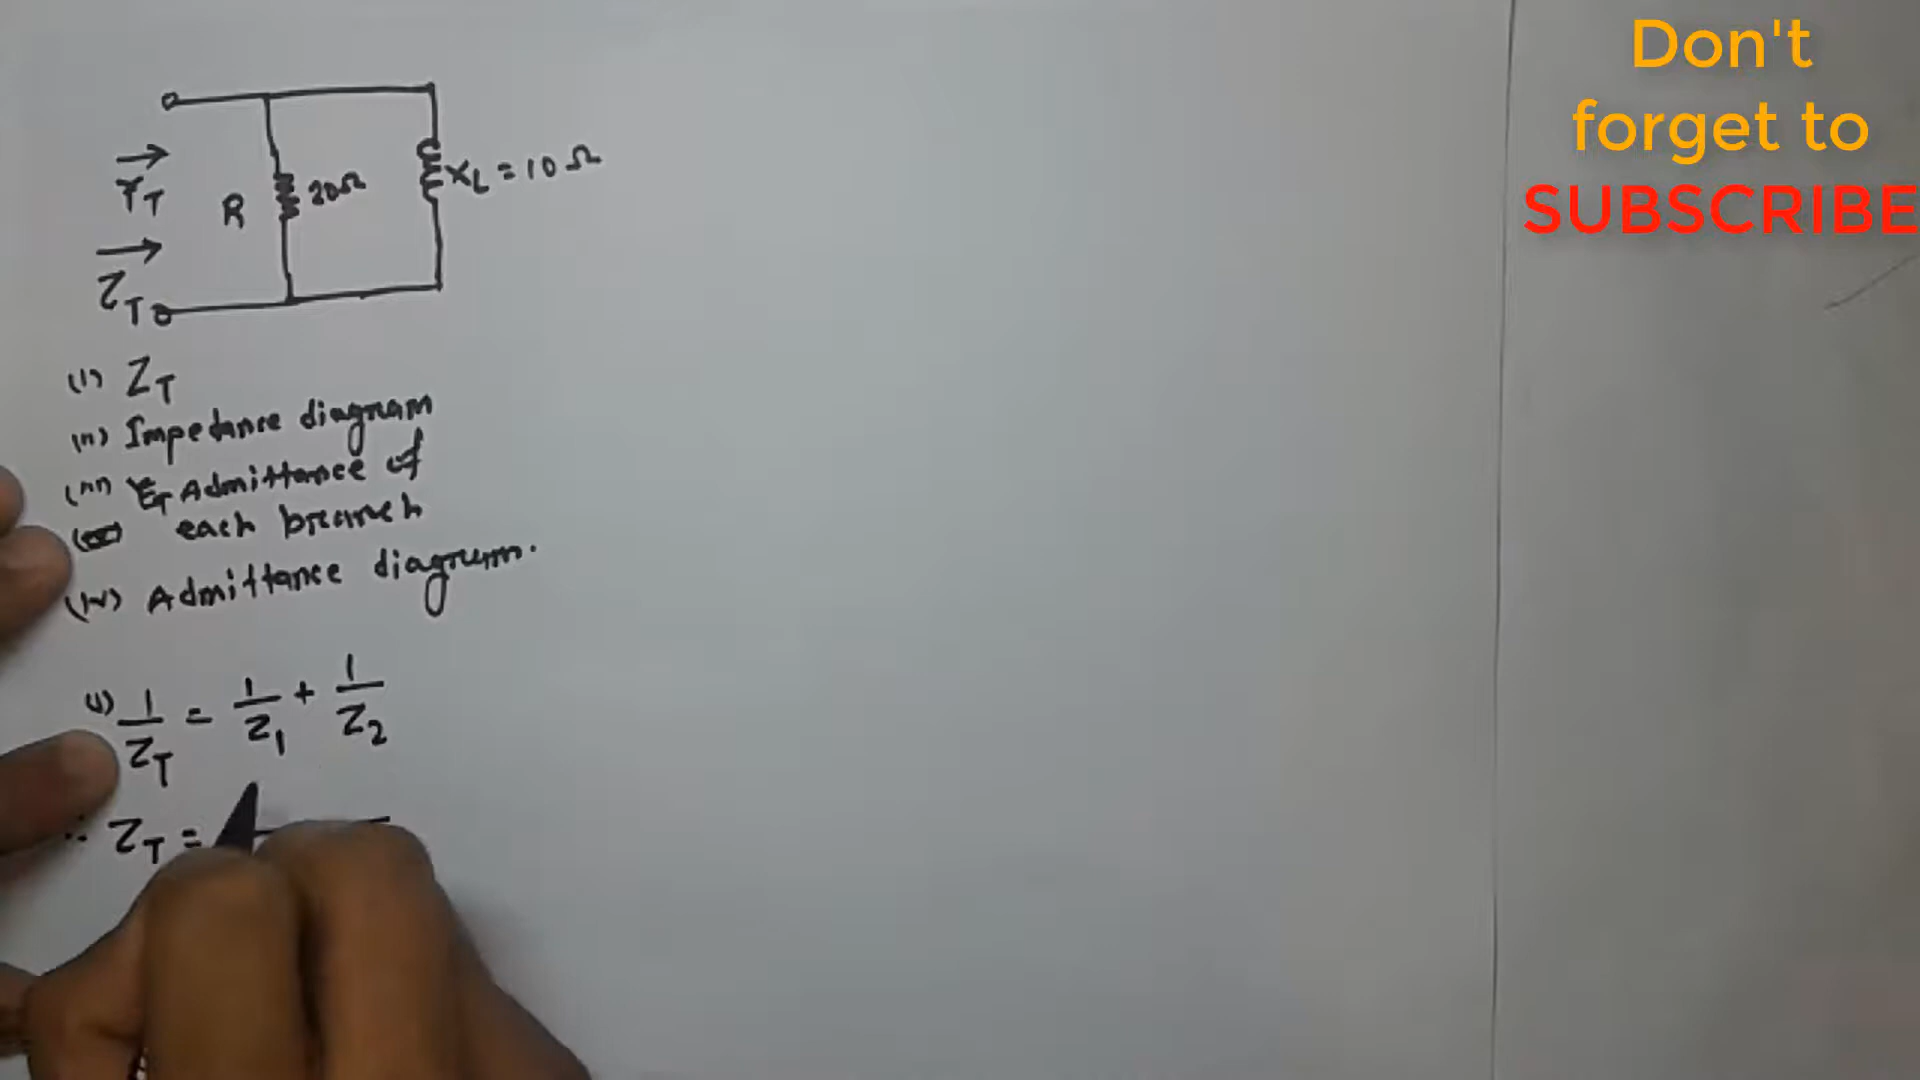 Don't
forget to
SUBSCRIBE
Y_T
R 20Ω
X_L = 10 Ω
Z_T
(i) Z_T
(ii) Impedance diagram
(iii) Admittance of
each branch
(iv) Admittance diagram.
(i) 1/Z_T = 1/Z_1 + 1/Z_2
∴ Z_T =